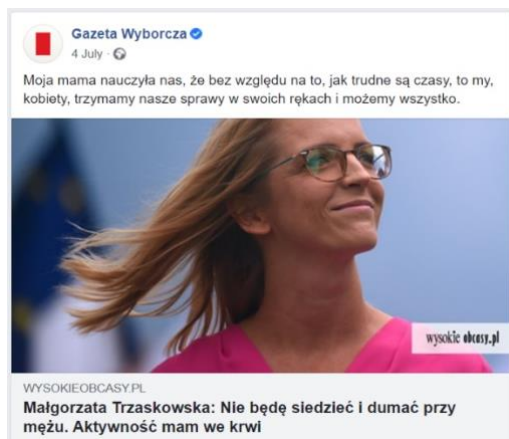 Gazeta Wyborcza
4 July ·
Moja mama nauczyła nas, że bez względu na to, jak trudne są czasy, to my,
kobiety, trzymamy nasze sprawy w swoich rękach i możemy wszystko.
wysokie obcasy.pl
WYSOKIEOBCASY.PL
Małgorzata Trzaskowska: Nie będę siedzieć i dumać przy
mężu. Aktywność mam we krwi